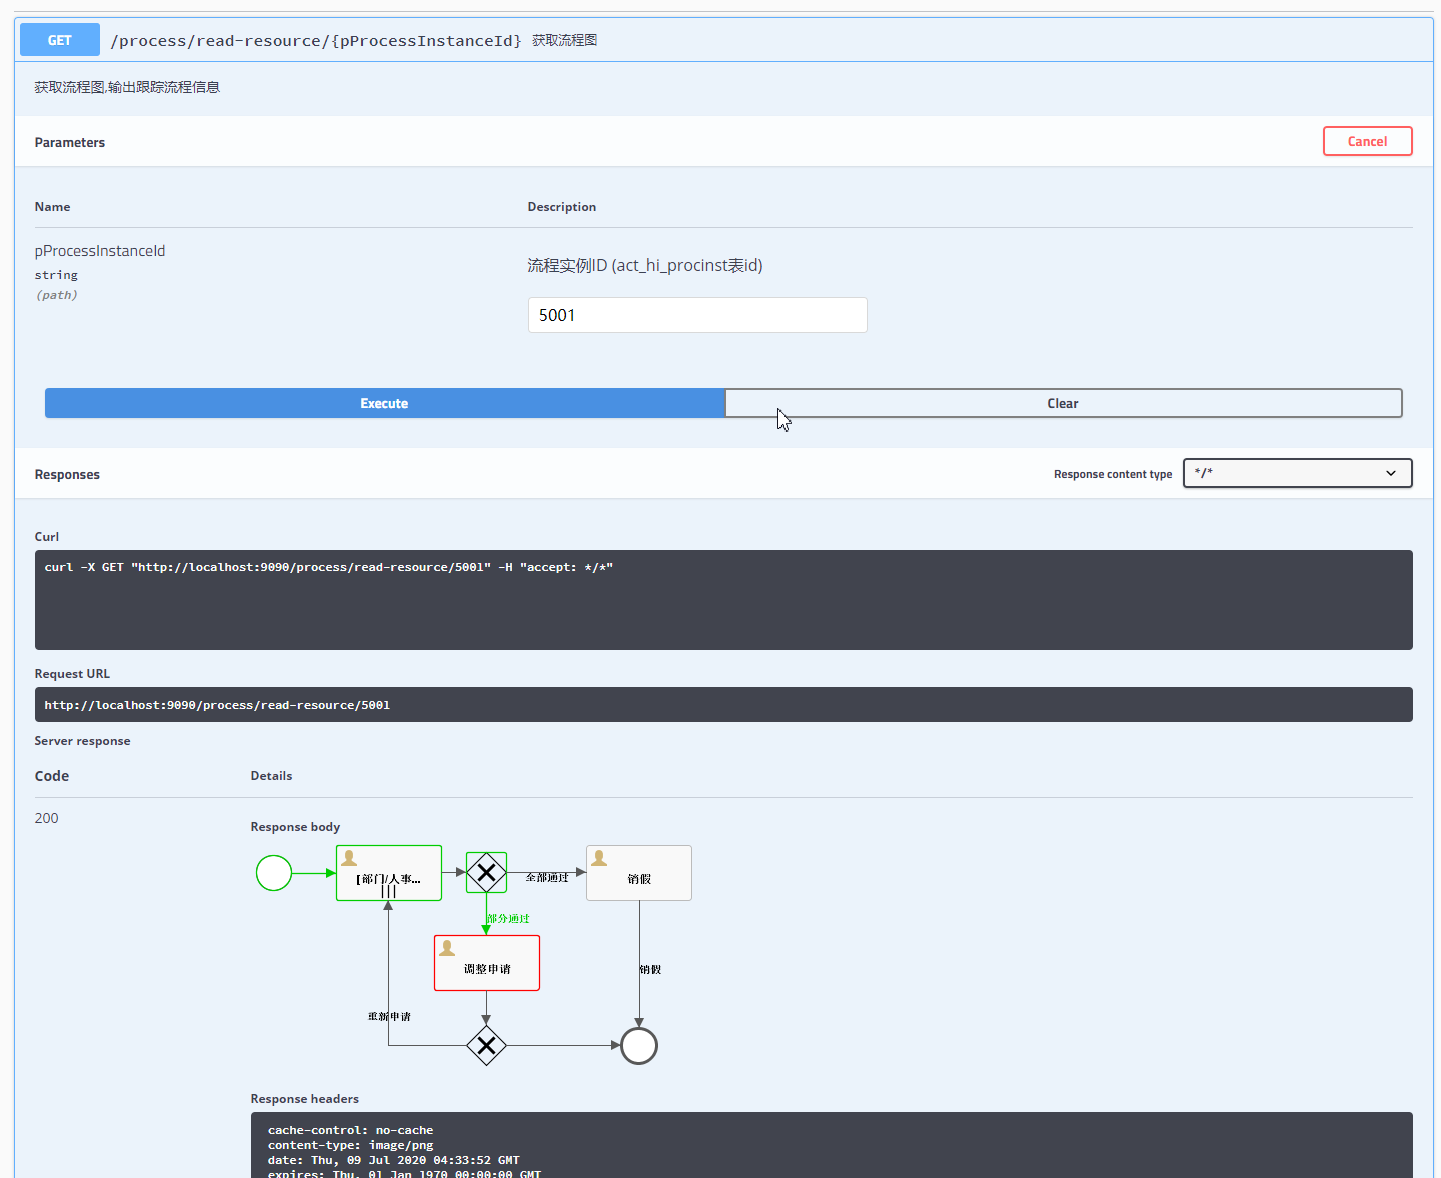 GET /process/read-resource/{pProcessInstanceId} 获取流程图
获取流程图,输出跟踪流程信息
Parameters
Cancel
Name
Description
pProcessInstanceId
string
(path)
流程实例ID (act_hi_procinst表id)
5001
Execute
Clear
Responses
Response content type
*/*
Curl
curl -X GET "http://localhost:9090/process/read-resource/5001" -H "accept: */*"
Request URL
http://localhost:9090/process/read-resource/5001
Server response
Code
Details
200
Response body
[部门/人事...
全部通过
销假
部分通过
调整申请
销假
重新申请
Response headers
cache-control: no-cache
content-type: image/png
date: Thu, 09 Jul 2020 04:33:52 GMT
expires: Thu, 01 Jan 1970 00:00:00 GMT